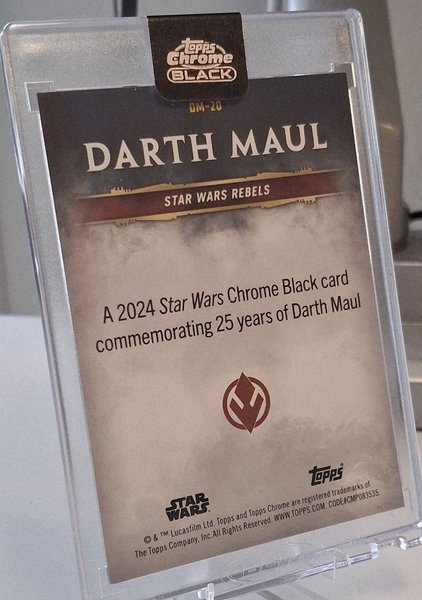 Topps
Chrome
BLACK
DM-20
DARTH MAUL
STAR WARS REBELS
A 2024 Star Wars Chrome Black card
commemorating 25 years of Darth Maul
STAR
WARS
Topps
© & ™ Lucasfilm Ltd. Topps and Topps Chrome are registered trademarks of
The Topps Company, Inc. All Rights Reserved. WWW.TOPPS.COM. CODE#CMP083535.